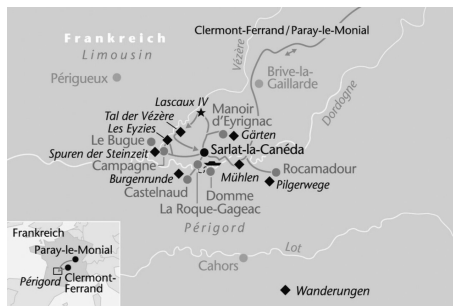 Frankreich
Limousin
Clermont-Ferrand/Paray-le-Monial
Vézère
Périgueux
Brive-la-
Gaillarde
Dordogne
Lascaux IV
Tal der Vézère
Manoir
d'Eyrignac
Les Eyzies
Gärten
Le Bugue
Spuren der Steinzeit
Sarlat-la-Canéda
Campagne
Burgenrunde
Mühlen
Rocamadour
Castelnaud
Domme
Pilgerwege
La Roque-Gageac
Périgord
Lot
Cahors
Frankreich
Paray-le-Monial
Périgord
Clermont-
Ferrand
Wanderungen